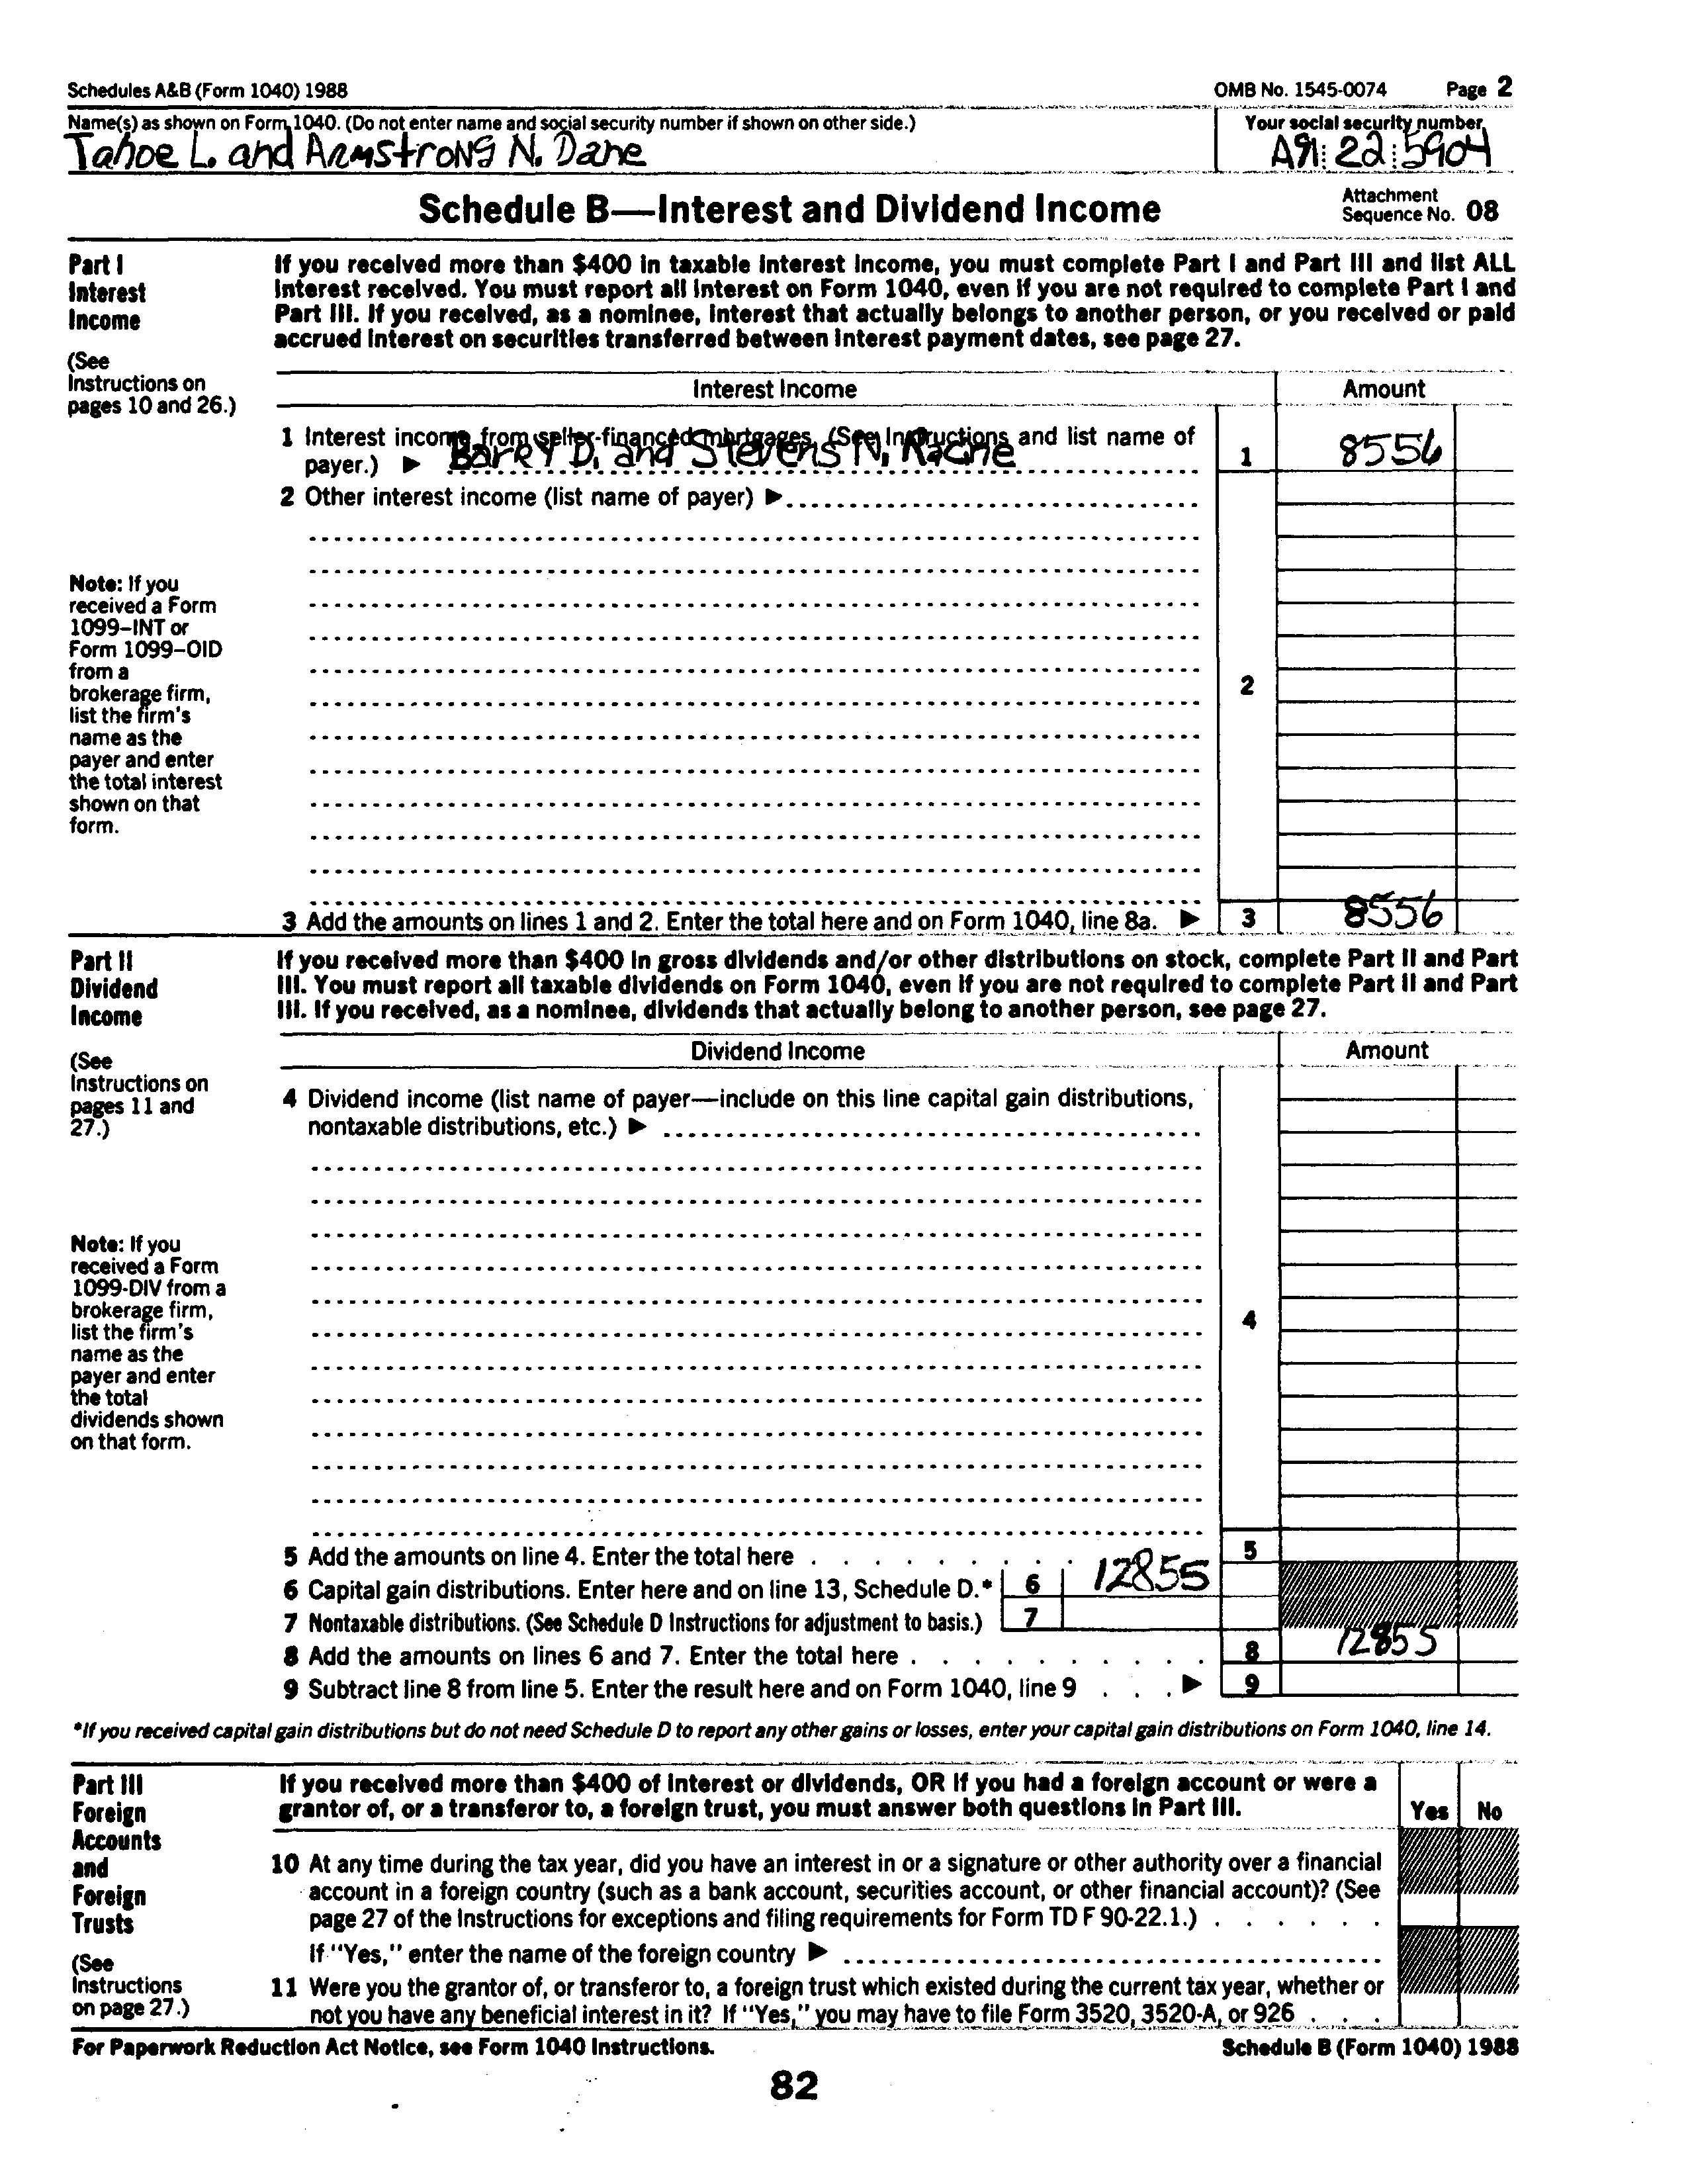 Schedules A&B (Form 1040) 1988 OMB No. 1545-0074 Page 2
Name(s) as shown on Form 1040. (Do not enter name and social security number if shown on other side.) Your social security number
Tahoe L. and Armstrong N. Dane A91 22 5904
Schedule B—Interest and Dividend Income Attachment Sequence No. 08
Part I
Interest
Income
(See
Instructions on
pages 10 and 26.)
If you received more than $400 in taxable interest income, you must complete Part I and Part III and list ALL
interest received. You must report all interest on Form 1040, even if you are not required to complete Part I and
Part III. If you received, as a nominee, interest that actually belongs to another person, or you received or paid
accrued interest on securities transferred between interest payment dates, see page 27.
Interest Income Amount
1 Interest income from seller-financed mortgages. (See Instructions and list name of
payer.) ▶ Barry D. and Stevens N. Racine 1 8556
2 Other interest income (list name of payer) ▶
Note: If you
received a Form
1099–INT or
Form 1099–OID
from a
brokerage firm,
list the firm's
name as the
payer and enter
the total interest
shown on that
form.
2
3 Add the amounts on lines 1 and 2. Enter the total here and on Form 1040, line 8a. ▶ 3 8556
Part II
Dividend
Income
(See
Instructions on
pages 11 and
27.)
If you received more than $400 in gross dividends and/or other distributions on stock, complete Part II and Part
III. You must report all taxable dividends on Form 1040, even if you are not required to complete Part II and Part
III. If you received, as a nominee, dividends that actually belong to another person, see page 27.
Dividend Income Amount
4 Dividend income (list name of payer—include on this line capital gain distributions,
nontaxable distributions, etc.) ▶
Note: If you
received a Form
1099-DIV from a
brokerage firm,
list the firm's
name as the
payer and enter
the total
dividends shown
on that form.
4
5 Add the amounts on line 4. Enter the total here 5
6 Capital gain distributions. Enter here and on line 13, Schedule D.* 6 12855
7 Nontaxable distributions. (See Schedule D Instructions for adjustment to basis.) 7
8 Add the amounts on lines 6 and 7. Enter the total here 8 12855
9 Subtract line 8 from line 5. Enter the result here and on Form 1040, line 9 ▶ 9
*If you received capital gain distributions but do not need Schedule D to report any other gains or losses, enter your capital gain distributions on Form 1040, line 14.
Part III
Foreign
Accounts
and
Foreign
Trusts
(See
Instructions
on page 27.)
If you received more than $400 of interest or dividends, OR if you had a foreign account or were a
grantor of, or a transferor to, a foreign trust, you must answer both questions in Part III. Yes No
10 At any time during the tax year, did you have an interest in or a signature or other authority over a financial
account in a foreign country (such as a bank account, securities account, or other financial account)? (See
page 27 of the Instructions for exceptions and filing requirements for Form TD F 90-22.1.)
If "Yes," enter the name of the foreign country ▶
11 Were you the grantor of, or transferor to, a foreign trust which existed during the current tax year, whether or
not you have any beneficial interest in it? If "Yes," you may have to file Form 3520, 3520-A, or 926
For Paperwork Reduction Act Notice, see Form 1040 Instructions. Schedule B (Form 1040) 1988
82